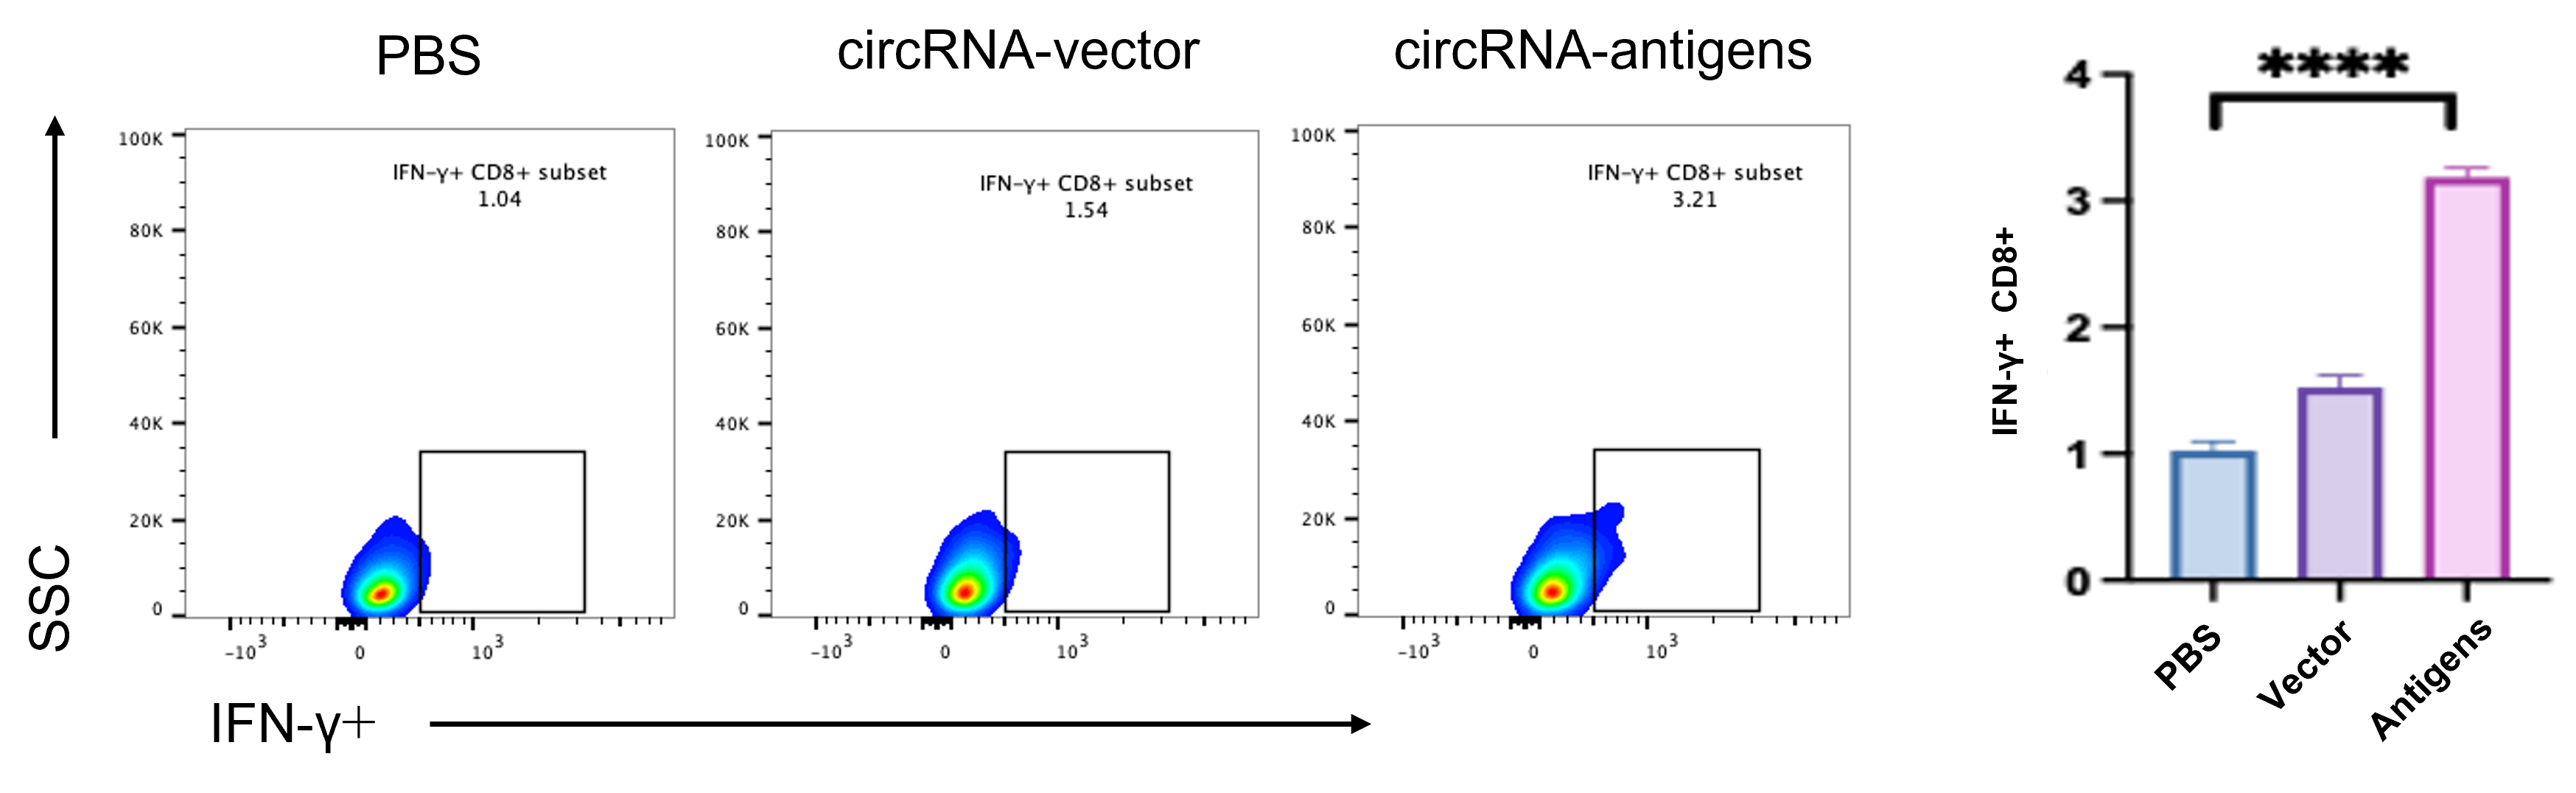 PBS
circRNA-vector
circRNA-antigens
SSC
100K
80K
60K
40K
20K
0
IFN-γ+ CD8+ subset
1.04
-10³
0
10³
100K
80K
60K
40K
20K
0
IFN-γ+ CD8+ subset
1.54
-10³
0
10³
100K
80K
60K
40K
20K
0
IFN-γ+ CD8+ subset
3.21
-10³
0
10³
IFN-γ+
IFN-γ+ CD8+
4
3
2
1
0
****
PBS
Vector
Antigens